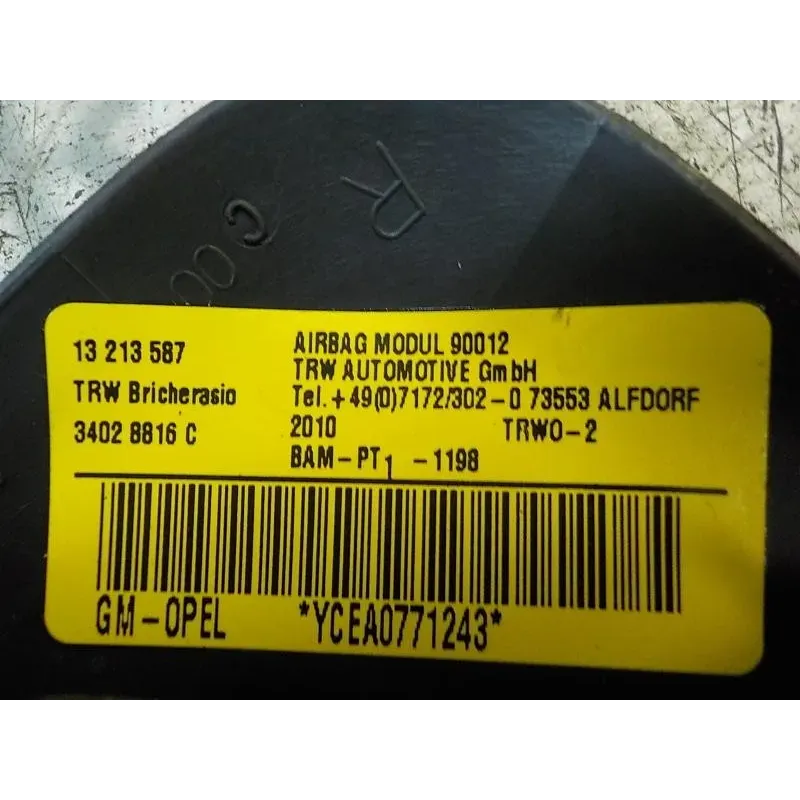 R
C 000
13 213 587
TRW Bricherasio
3402 8816 C
AIRBAG MODUL 90012
TRW AUTOMOTIVE GmbH
Tel.+49(0)7172/302-0 73553 ALFDORF
2010 TRWO-2
BAM-PT1 -1198
GM-OPEL *YCEA0771243*